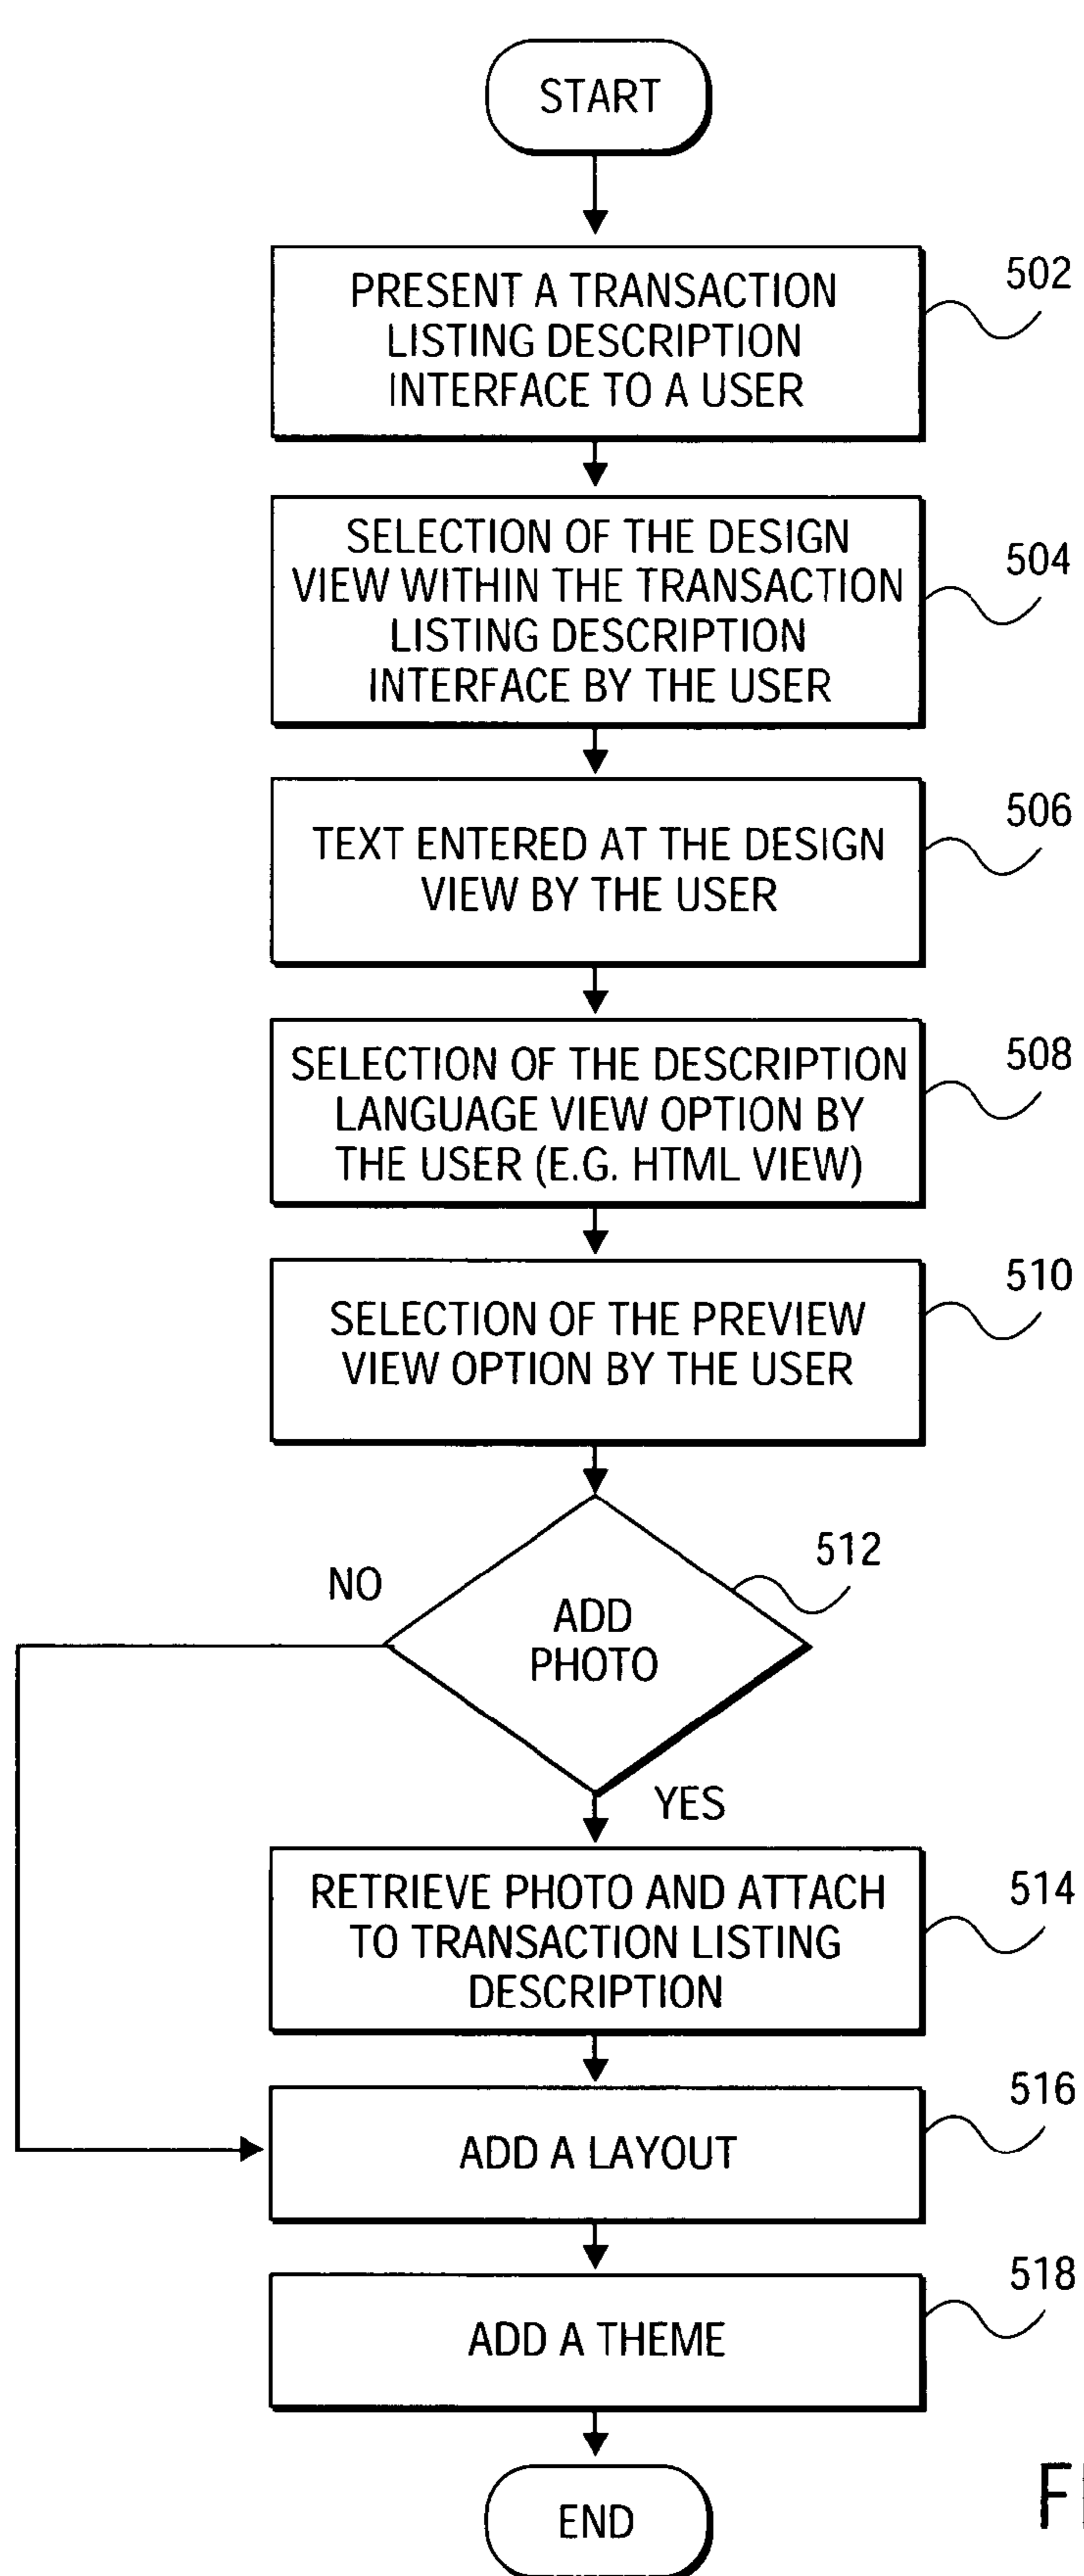 START
PRESENT A TRANSACTION
LISTING DESCRIPTION
INTERFACE TO A USER
502
SELECTION OF THE DESIGN
VIEW WITHIN THE TRANSACTION
LISTING DESCRIPTION
INTERFACE BY THE USER
504
TEXT ENTERED AT THE DESIGN
VIEW BY THE USER
506
SELECTION OF THE DESCRIPTION
LANGUAGE VIEW OPTION BY
THE USER (E.G. HTML VIEW)
508
SELECTION OF THE PREVIEW
VIEW OPTION BY THE USER
510
NO
ADD
PHOTO
512
YES
RETRIEVE PHOTO AND ATTACH
TO TRANSACTION LISTING
DESCRIPTION
514
ADD A LAYOUT
516
ADD A THEME
518
END